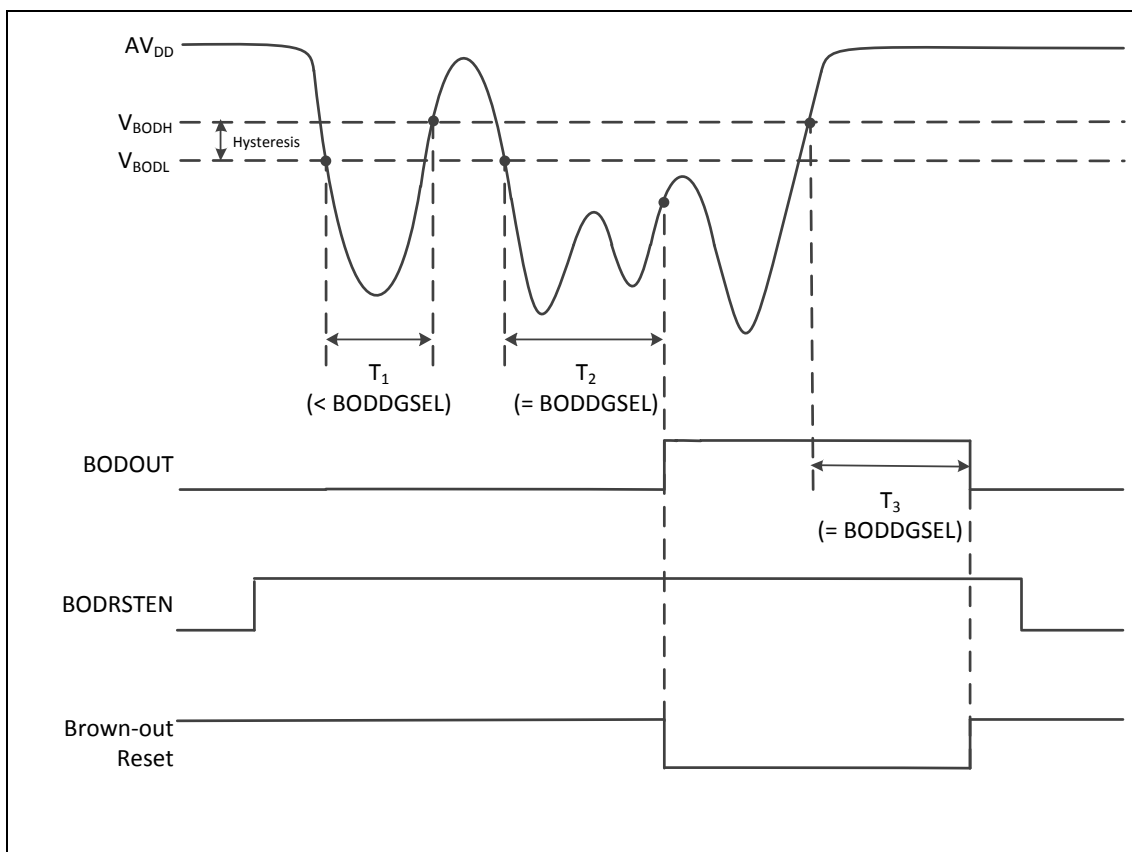 AVDD
VBODH
Hysteresis
VBODL
T1
(< BODDGSEL)
T2
(= BODDGSEL)
BODOUT
T3
(= BODDGSEL)
BODRSTEN
Brown-out
Reset